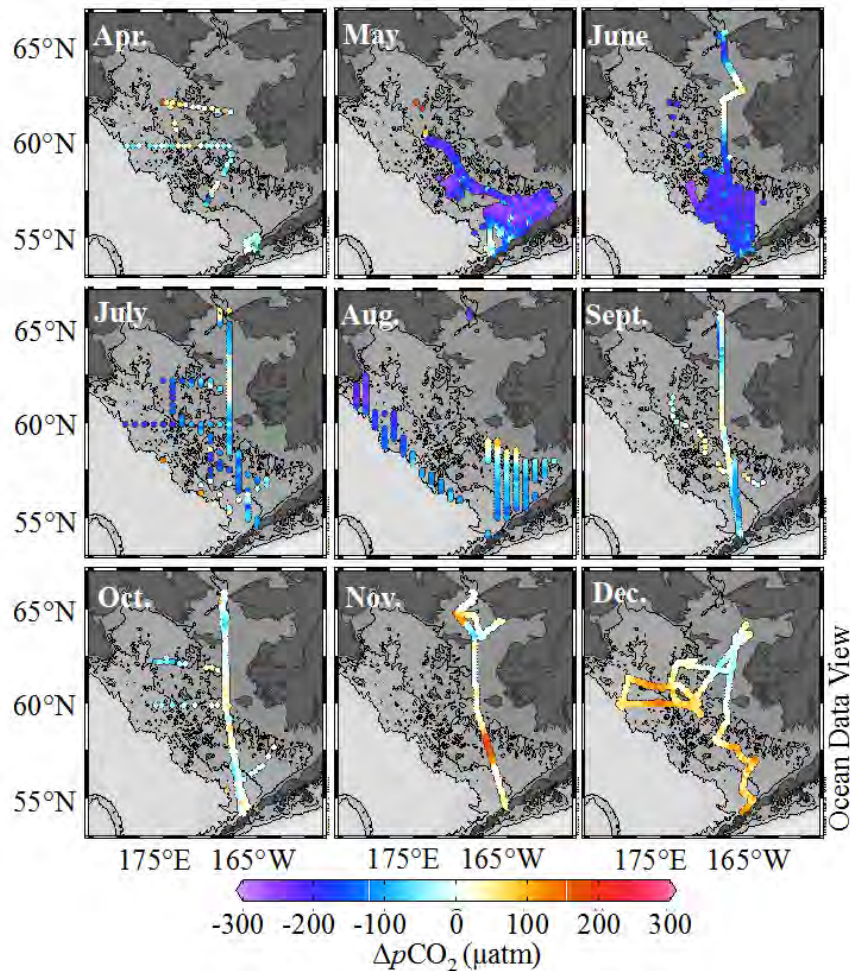 Apr.
May
June
65°N
60°N
55°N
July
Aug.
Sept.
65°N
60°N
55°N
Oct.
Nov.
Dec.
65°N
60°N
55°N
Ocean Data View
175°E 165°W 175°E 165°W 175°E 165°W
-300 -200 -100 0 100 200 300
ΔpCO₂ (µatm)